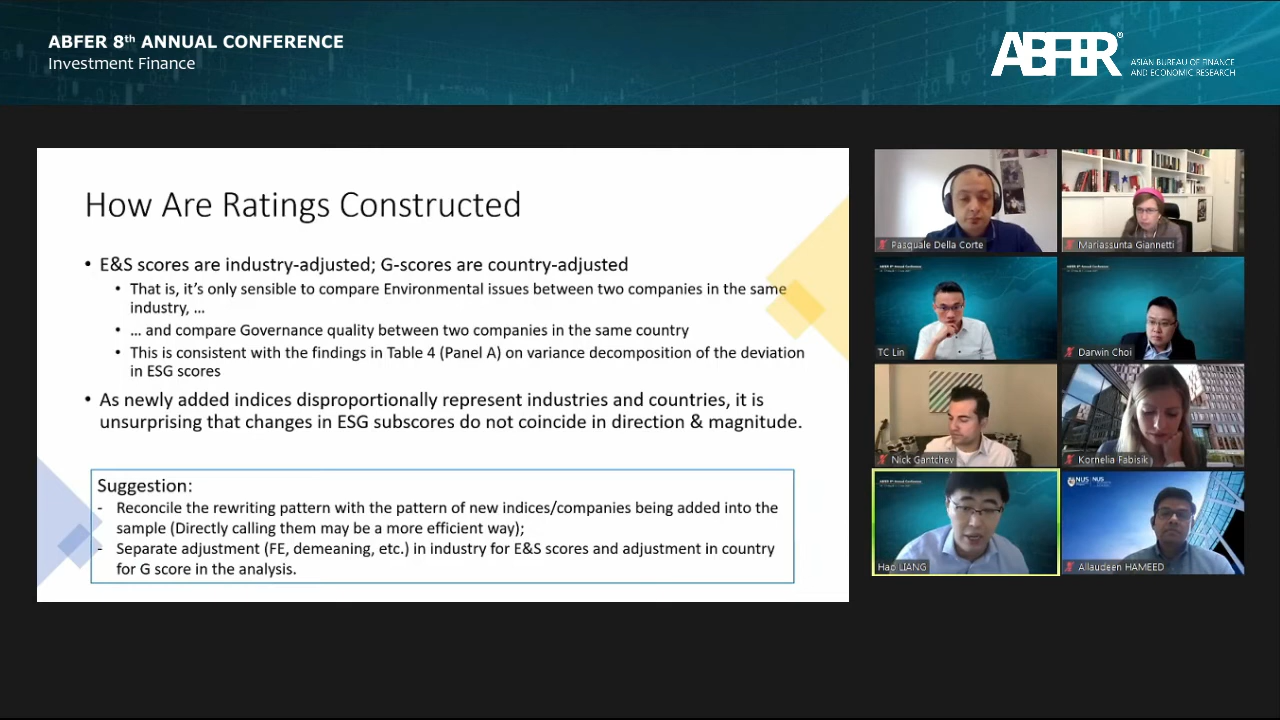 ABFER 8th ANNUAL CONFERENCE
Investment Finance
ABFER®
ASIAN BUREAU OF FINANCE
AND ECONOMIC RESEARCH
How Are Ratings Constructed
• E&S scores are industry-adjusted; G-scores are country-adjusted
• That is, it's only sensible to compare Environmental issues between two companies in the same
industry, …
• … and compare Governance quality between two companies in the same country
• This is consistent with the findings in Table 4 (Panel A) on variance decomposition of the deviation
in ESG scores
• As newly added indices disproportionally represent industries and countries, it is
unsurprising that changes in ESG subscores do not coincide in direction & magnitude.
Suggestion:
- Reconcile the rewriting pattern with the pattern of new indices/companies being added into the
sample (Directly calling them may be a more efficient way);
- Separate adjustment (FE, demeaning, etc.) in industry for E&S scores and adjustment in country
for G score in the analysis.
Pasquale Della Corte
Mariassunta Giannetti
TC Lin
Darwin Choi
Nick Gantchev
Kornelia Fabisik
Hao LIANG
NUS
Allaudeen HAMEED